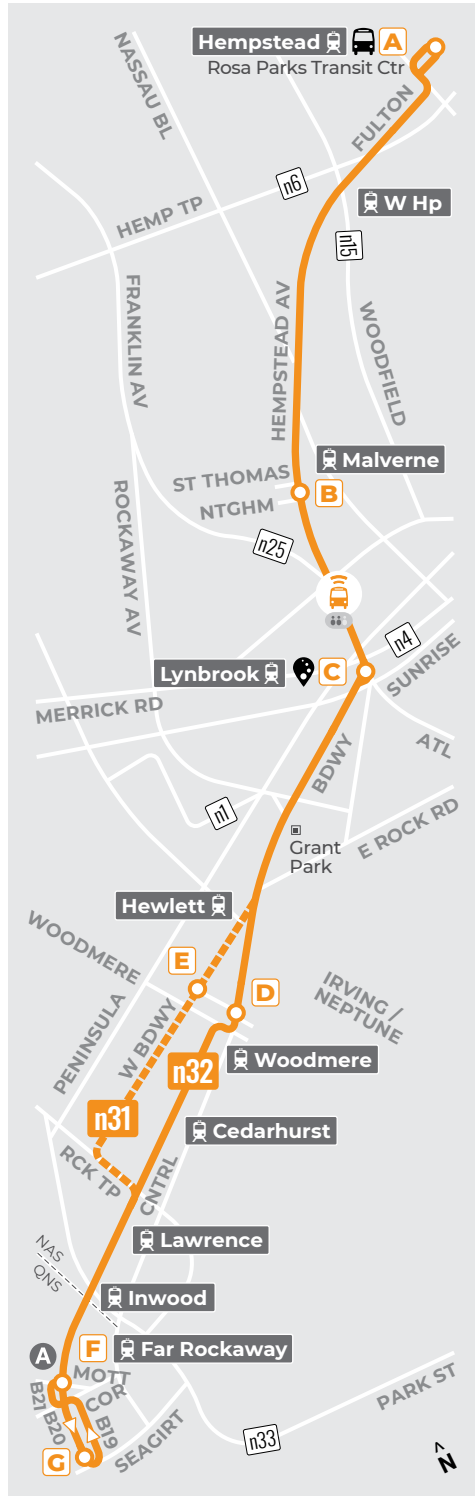 Hempstead A
Rosa Parks Transit Ctr
NASSAU BL
FULTON
n6
W Hp
HEMP TP
n15
FRANKLIN AV
HEMPSTEAD AV
WOODFIELD
Malverne
ST THOMAS
B
NTGHM
ROCKAWAY AV
n25
n4
Lynbrook C
SUNRISE
MERRICK RD
ATL
BDWY
n1
E ROCK RD
Grant
Park
Hewlett
WOODMERE
E
D
IRVING /
NEPTUNE
PENINSULA
W BDWY
Woodmere
n32
n31
Cedarhurst
RCK TP
CNTRL
Lawrence
NAS
QNS
Inwood
A
F Far Rockaway
MOTT
COR
B21
B20
B19
PARK ST
SEAGIRT
n33
G
N